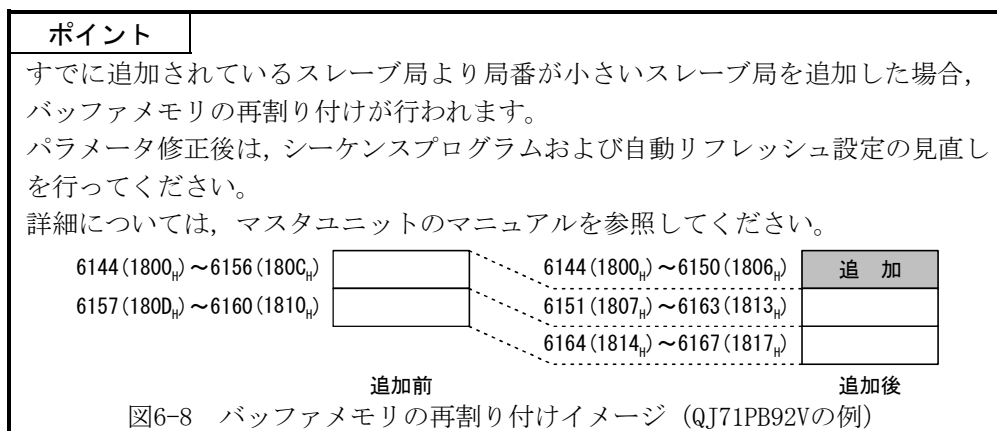 ポイント
すでに追加されているスレーブ局より局番が小さいスレーブ局を追加した場合,
バッファメモリの再割り付けが行われます。
パラメータ修正後は,シーケンスプログラムおよび自動リフレッシュ設定の見直し
を行ってください。
詳細については,マスタユニットのマニュアルを参照してください。
6144(1800H)～6156(180CH) 6144(1800H)～6150(1806H) 追 加
6157(180DH)～6160(1810H) 6151(1807H)～6163(1813H)
6164(1814H)～6167(1817H)
追加前 追加後
図6-8 バッファメモリの再割り付けイメージ (QJ71PB92Vの例)